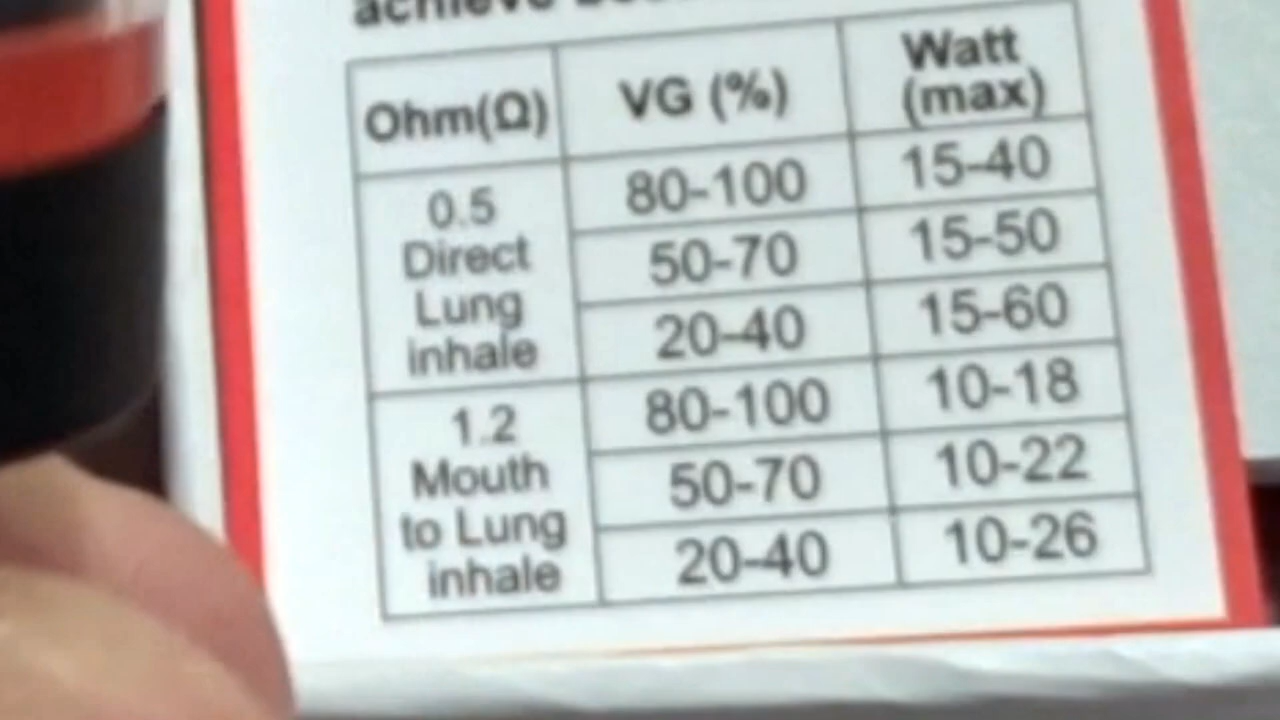 achieve
Ohm(Ω) VG (%) Watt (max)
0.5 Direct Lung inhale
80-100 15-40
50-70 15-50
20-40 15-60
1.2 Mouth to Lung inhale
80-100 10-18
50-70 10-22
20-40 10-26